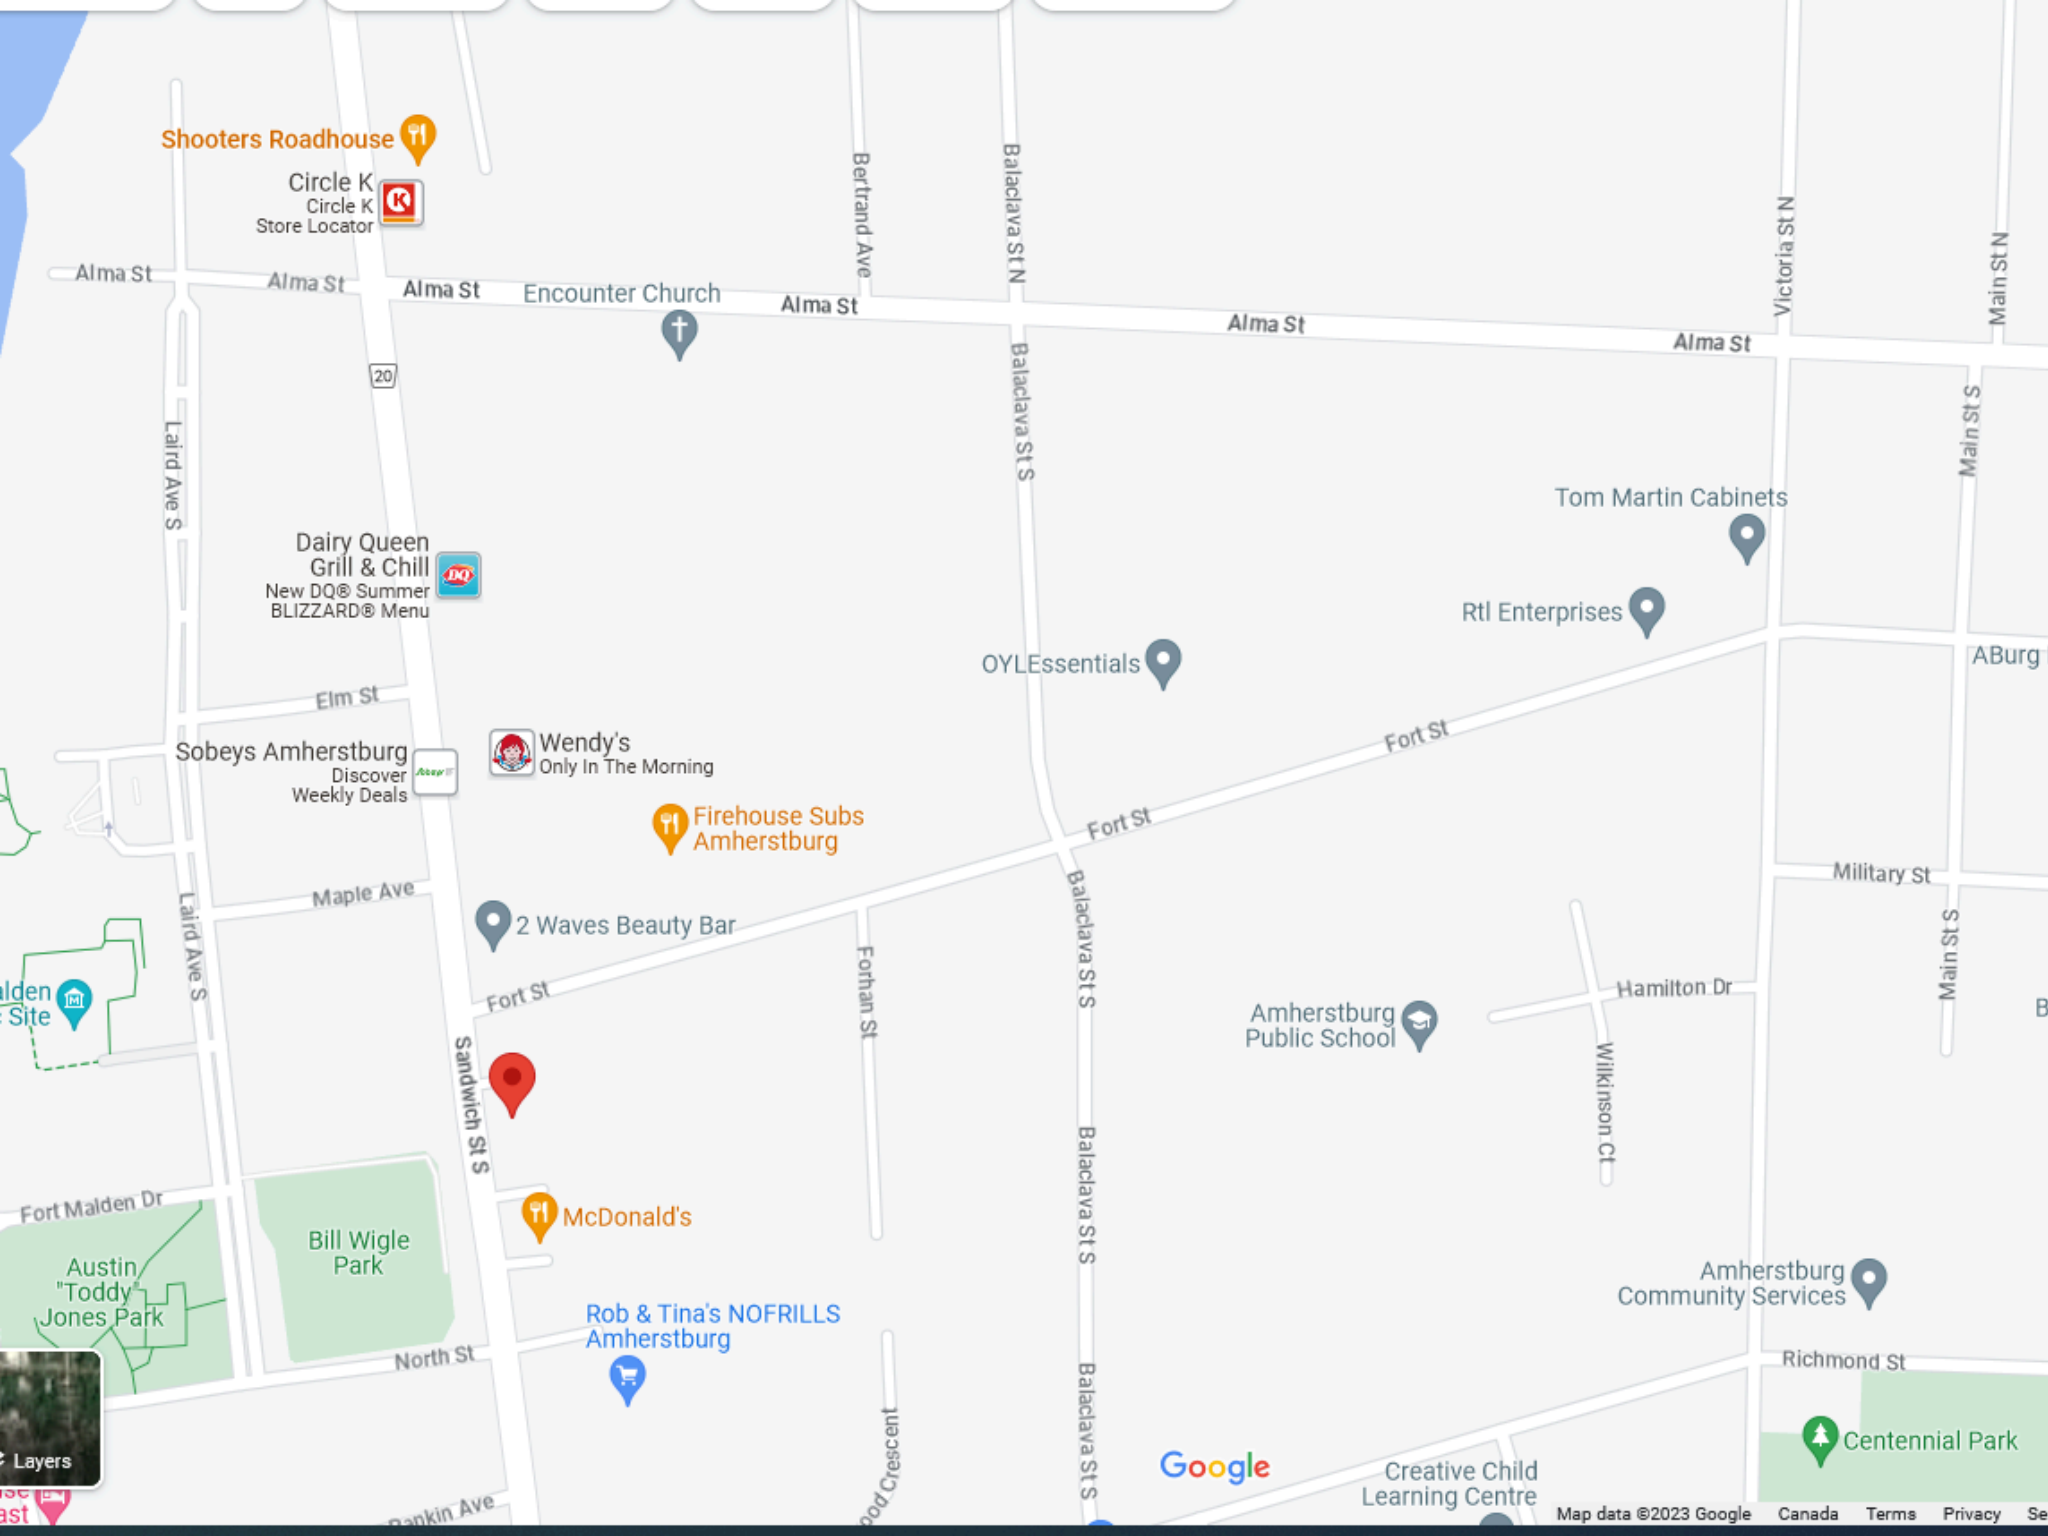 Shooters Roadhouse
Circle K
Circle K
Store Locator
Bertrand Ave
Balaclava St N
Victoria St N
Main St N
Alma St
Alma St
Alma St
Encounter Church
Alma St
Alma St
Alma St
20
Balaclava St S
Main St S
Laird Ave S
Tom Martin Cabinets
Dairy Queen
Grill & Chill
New DQ® Summer
BLIZZARD® Menu
DQ
Rtl Enterprises
OYLEssentials
ABurg
Elm St
Fort St
Sobeys Amherstburg
Discover
Weekly Deals
Wendy's
Only In The Morning
Firehouse Subs
Amherstburg
Fort St
Maple Ave
Military St
Laird Ave S
2 Waves Beauty Bar
Balaclava St S
Main St S
Fort St
Forhan St
Hamilton Dr
alden
Site
Amherstburg
Public School
Sandwich St S
Wilkinson Ct
Balaclava St S
Fort Malden Dr
McDonald's
Bill Wigle
Park
Austin
"Toddy"
Jones Park
Amherstburg
Community Services
Rob & Tina's NOFRILLS
Amherstburg
North St
Richmond St
Balaclava St S
ood Crescent
Centennial Park
Layers
Google
Creative Child
Learning Centre
ast
Rankin Ave
Map data ©2023 Google
Canada
Terms
Privacy
Se